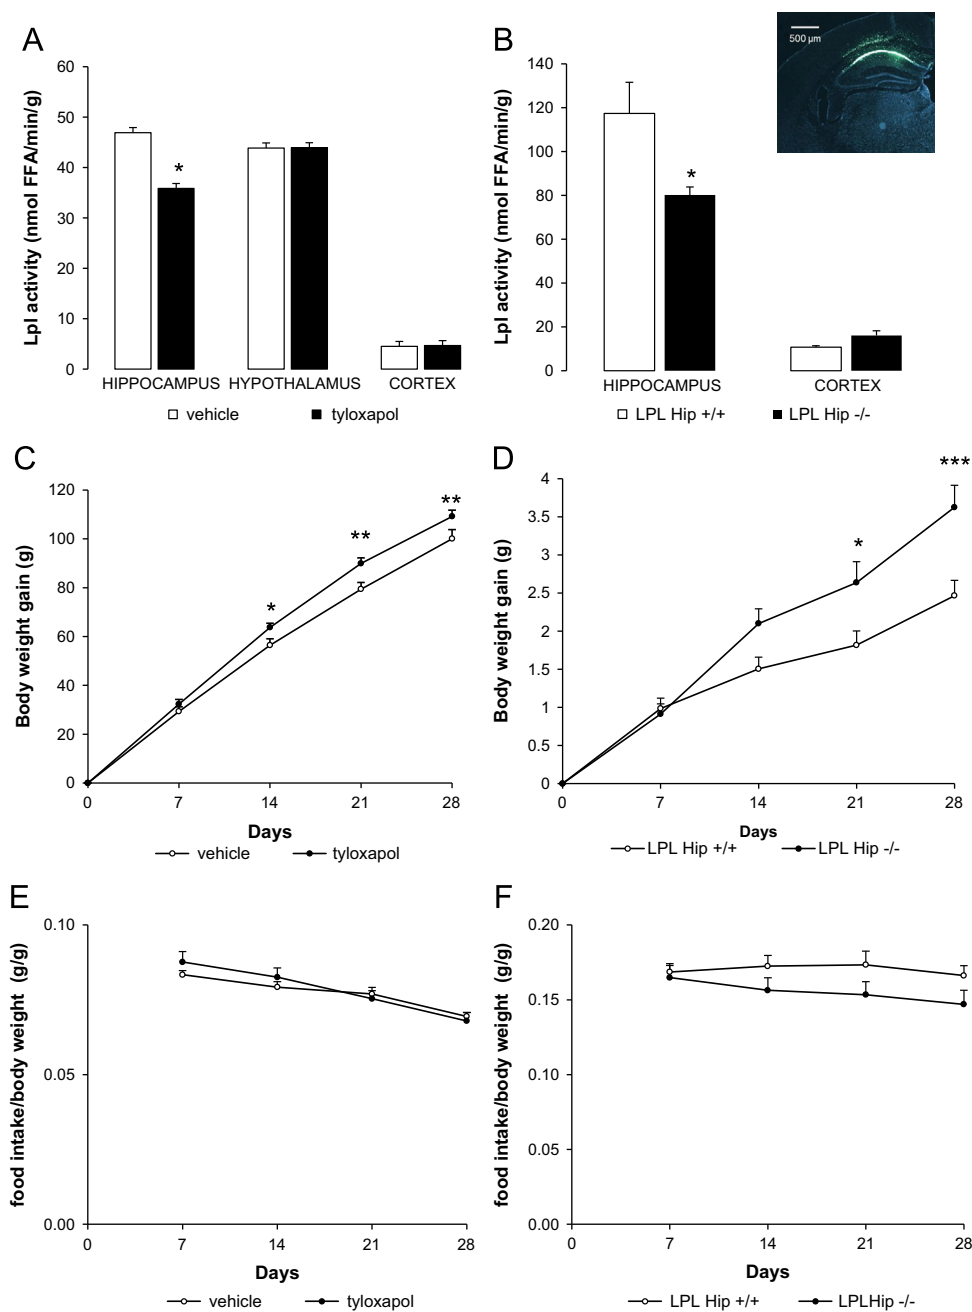 A
60
50
40
30
20
10
0
Lpl activity (nmol FFA/min/g)
*
HIPPOCAMPUS HYPOTHALAMUS CORTEX
vehicle tyloxapol
B
500 µm
140
120
100
80
60
40
20
0
Lpl activity (nmol FFA/min/g)
*
HIPPOCAMPUS CORTEX
LPL Hip +/+ LPL Hip -/-
C
120
100
80
60
40
20
0
Body weight gain (g)
* ** **
0 7 14 21 28
Days
vehicle tyloxapol
D
4
3.5
3
2.5
2
1.5
1
0.5
0
Body weight gain (g)
* ***
0 7 14 21 28
Days
LPL Hip +/+ LPL Hip -/-
E
0.10
0.05
0.00
food intake/body weight (g/g)
0 7 14 21 28
Days
vehicle tyloxapol
F
0.20
0.15
0.10
0.05
0.00
food intake/body weight (g/g)
0 7 14 21 28
Days
LPL Hip +/+ LPLHip -/-